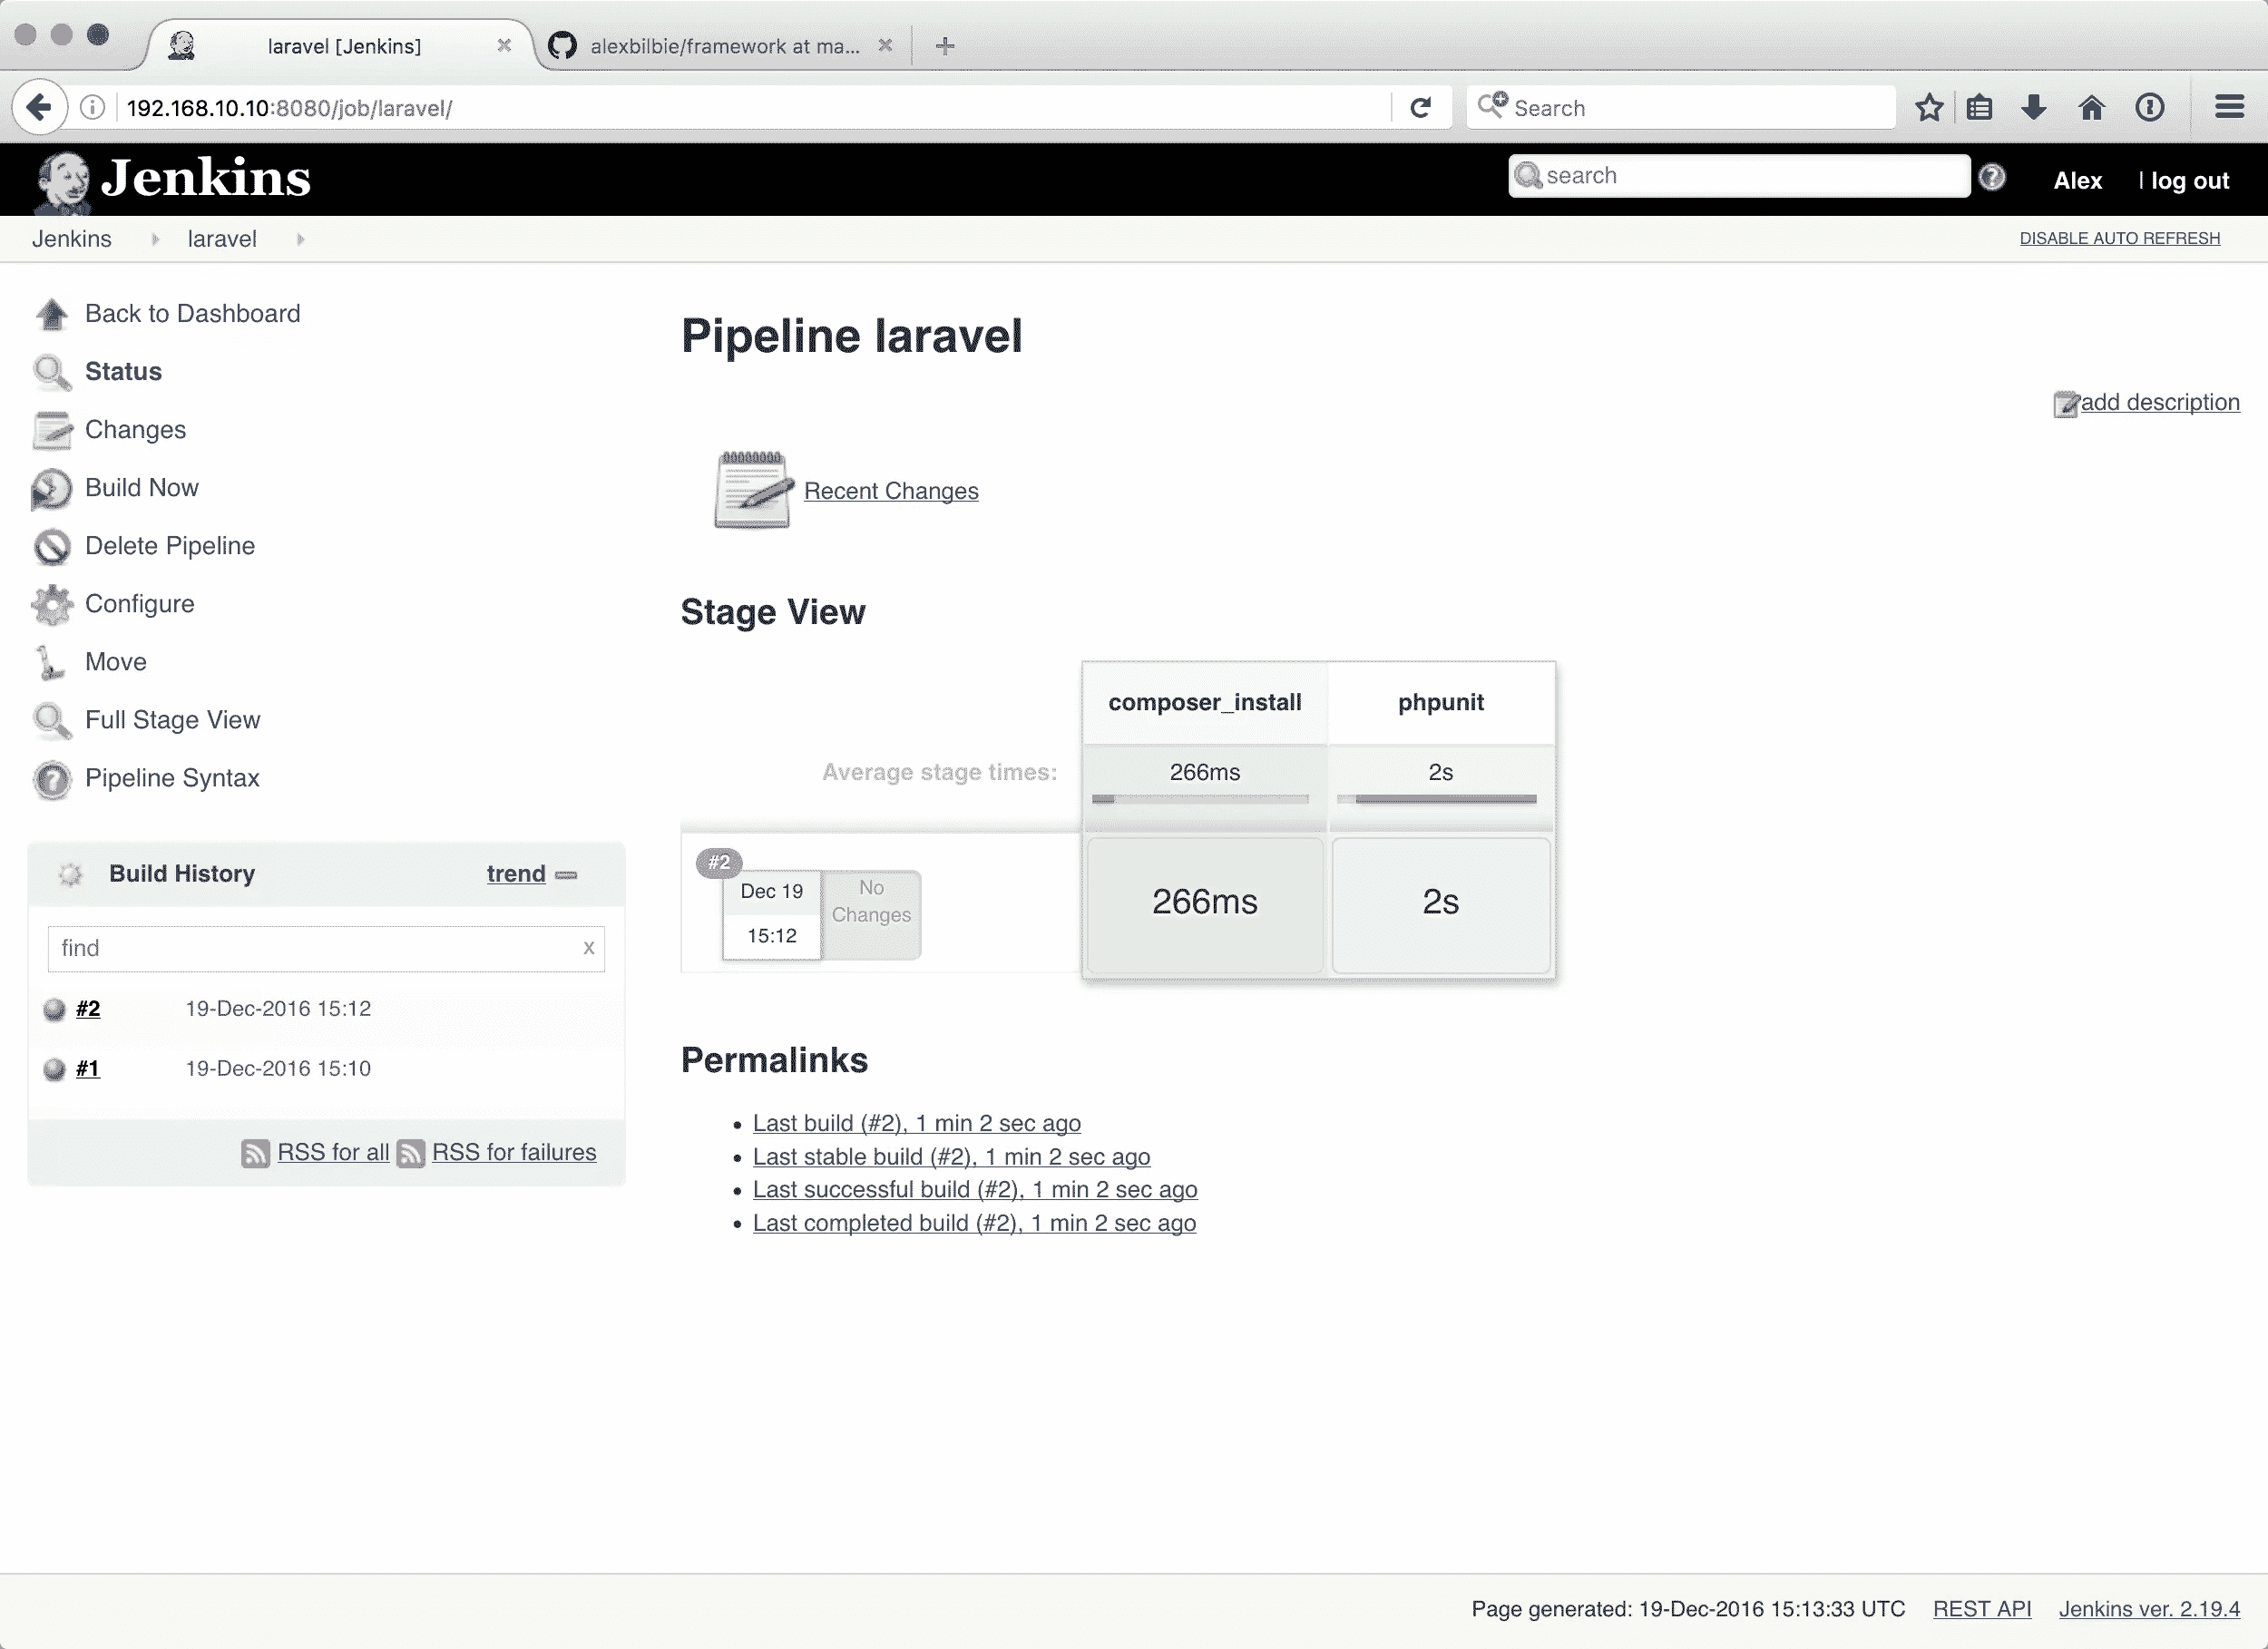 laravel [Jenkins]
alexbilbie/framework at ma...
192.168.10.10:8080/job/laravel/
Search
Jenkins
search
Alex
| log out
Jenkins
laravel
DISABLE AUTO REFRESH
Back to Dashboard
Status
Changes
Build Now
Delete Pipeline
Configure
Move
Full Stage View
Pipeline Syntax
Build History
trend
find
x
#2 19-Dec-2016 15:12
#1 19-Dec-2016 15:10
RSS for all RSS for failures
Pipeline laravel
add description
Recent Changes
Stage View
composer_install phpunit
Average stage times: 266ms 2s
#2
Dec 19
15:12
No
Changes
266ms 2s
Permalinks
Last build (#2), 1 min 2 sec ago
Last stable build (#2), 1 min 2 sec ago
Last successful build (#2), 1 min 2 sec ago
Last completed build (#2), 1 min 2 sec ago
Page generated: 19-Dec-2016 15:13:33 UTC REST API Jenkins ver. 2.19.4